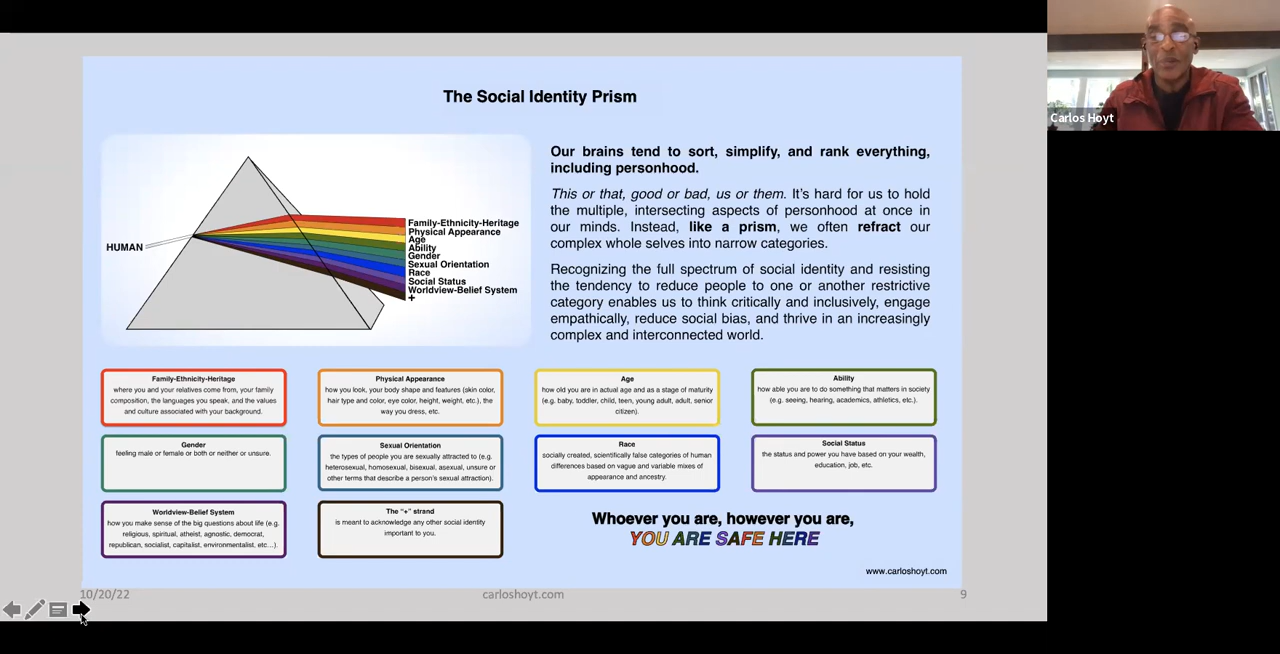 The Social Identity Prism
HUMAN
Family-Ethnicity-Heritage
Physical Appearance
Age
Ability
Gender
Sexual Orientation
Race
Social Status
Worldview-Belief System
+
Our brains tend to sort, simplify, and rank everything,
including personhood.
This or that, good or bad, us or them. It's hard for us to hold
the multiple, intersecting aspects of personhood at once in
our minds. Instead, like a prism, we often refract our
complex whole selves into narrow categories.
Recognizing the full spectrum of social identity and resisting
the tendency to reduce people to one or another restrictive
category enables us to think critically and inclusively, engage
empathically, reduce social bias, and thrive in an increasingly
complex and interconnected world.
Family-Ethnicity-Heritage
where you and your relatives come from, your family
composition, the languages you speak, and the values
and culture associated with your background.
Physical Appearance
how you look, your body shape and features (skin color,
hair type and color, eye color, height, weight, etc.), the
way you dress, etc.
Age
how old you are in actual age and as a stage of maturity
(e.g. baby, toddler, child, teen, young adult, adult, senior
citizen).
Ability
how able you are to do something that matters in society
(e.g. seeing, hearing, academics, athletics, etc.).
Gender
feeling male or female or both or neither or unsure.
Sexual Orientation
the types of people you are sexually attracted to (e.g.
heterosexual, homosexual, bisexual, asexual, unsure or
other terms that describe a person's sexual attraction).
Race
socially created, scientifically false categories of human
differences based on vague and variable mixes of
appearance and ancestry.
Social Status
the status and power you have based on your wealth,
education, job, etc.
Worldview-Belief System
how you make sense of the big questions about life (e.g.
religious, spiritual, atheist, agnostic, democrat,
republican, socialist, capitalist, environmentalist, etc…).
The "+" strand
is meant to acknowledge any other social identity
important to you.
Whoever you are, however you are,
YOU ARE SAFE HERE
www.carloshoyt.com
10/20/22
carloshoyt.com
9
Carlos Hoyt